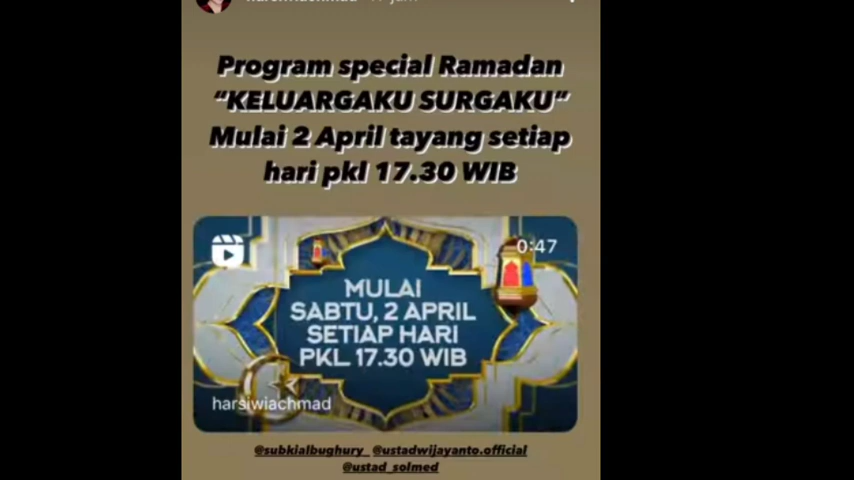 Program special Ramadan
“KELUARGAKU SURGAKU”
Mulai 2 April tayang setiap
hari pkl 17.30 WIB
0:47
MULAI
SABTU, 2 APRIL
SETIAP HARI
PKL 17.30 WIB
harsiwiachmad
@subkialbughury_ @ustadwijayanto.official
@ustad_solmed